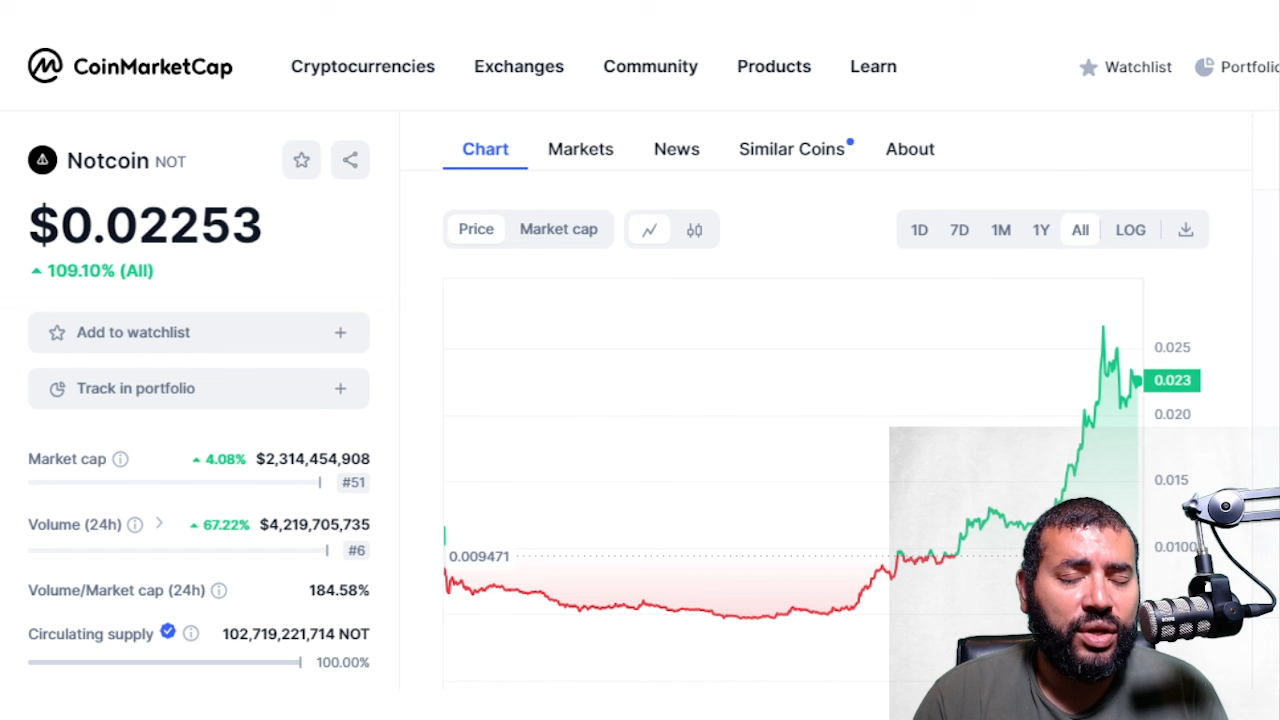 CoinMarketCap
Cryptocurrencies Exchanges Community Products Learn
Watchlist Portfolio
Notcoin NOT
$0.02253
109.10% (All)
Add to watchlist +
Track in portfolio +
Market cap 4.08% $2,314,454,908
#51
Volume (24h) > 67.22% $4,219,705,735
#6
Volume/Market cap (24h) 184.58%
Circulating supply 102,719,221,714 NOT
100.00%
Chart Markets News Similar Coins About
Price Market cap
1D 7D 1M 1Y All LOG
0.025
0.023
0.020
0.015
0.0100
0.009471